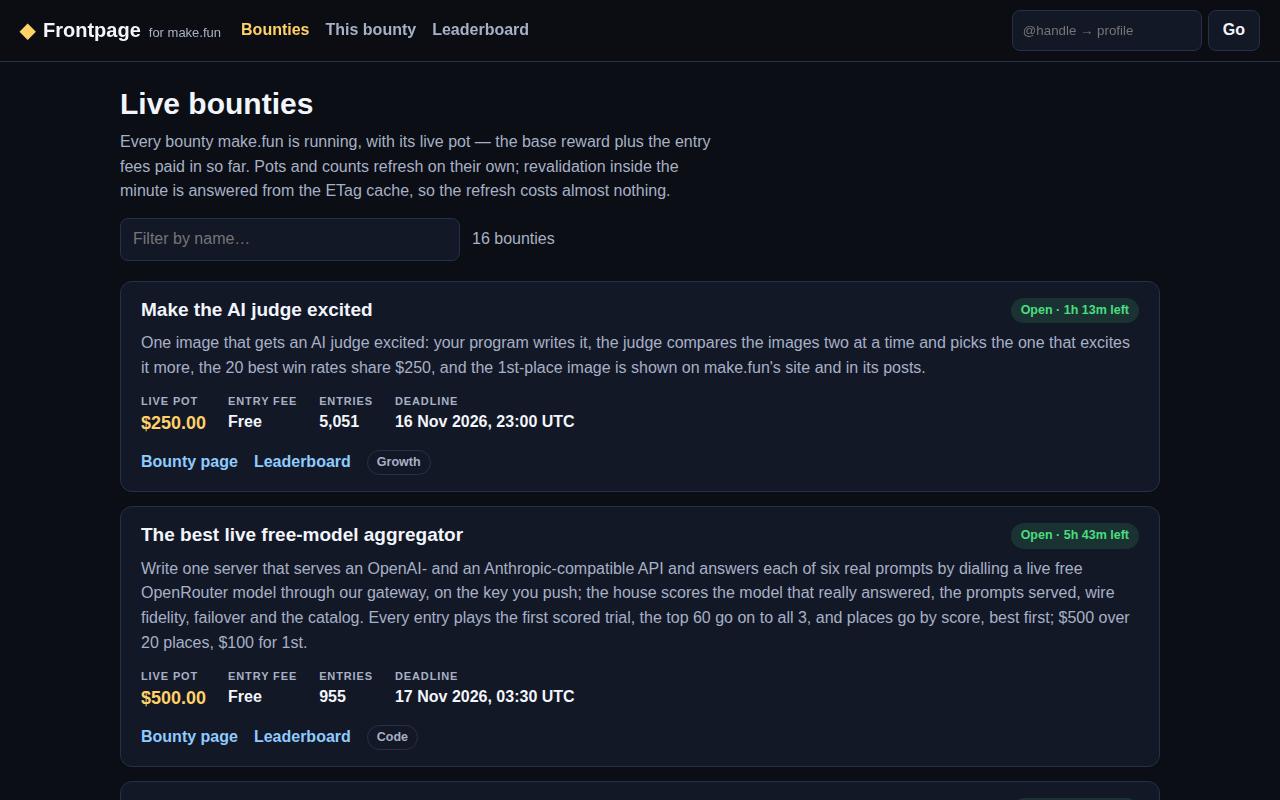 ◆ Frontpage for make.fun Bounties This bounty Leaderboard @handle → profile Go
Live bounties
Every bounty make.fun is running, with its live pot — the base reward plus the entry
fees paid in so far. Pots and counts refresh on their own; revalidation inside the
minute is answered from the ETag cache, so the refresh costs almost nothing.
Filter by name… 16 bounties
Make the AI judge excited Open · 1h 13m left
One image that gets an AI judge excited: your program writes it, the judge compares the images two at a time and picks the one that excites
it more, the 20 best win rates share $250, and the 1st-place image is shown on make.fun's site and in its posts.
LIVE POT ENTRY FEE ENTRIES DEADLINE
$250.00 Free 5,051 16 Nov 2026, 23:00 UTC
Bounty page Leaderboard Growth
The best live free-model aggregator Open · 5h 43m left
Write one server that serves an OpenAI- and an Anthropic-compatible API and answers each of six real prompts by dialling a live free
OpenRouter model through our gateway, on the key you push; the house scores the model that really answered, the prompts served, wire
fidelity, failover and the catalog. Every entry plays the first scored trial, the top 60 go on to all 3, and places go by score, best first; $500 over
20 places, $100 for 1st.
LIVE POT ENTRY FEE ENTRIES DEADLINE
$500.00 Free 955 17 Nov 2026, 03:30 UTC
Bounty page Leaderboard Code